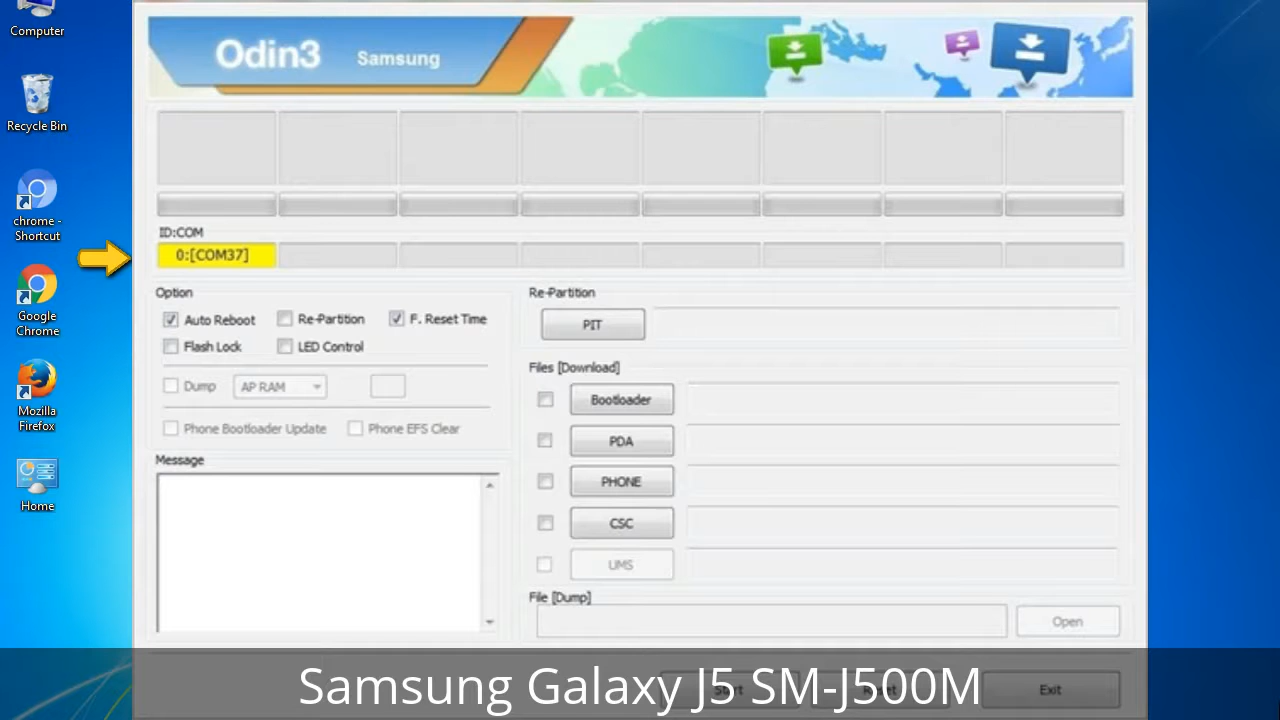 Computer
Recycle Bin
chrome -
Shortcut
Google
Chrome
Mozilla
Firefox
Home
Odin3 Samsung
ID:COM
0:[COM37]
Option
Auto Reboot Re-Partition F. Reset Time
Flash Lock LED Control
Dump AP RAM
Phone Bootloader Update Phone EFS Clear
Message
Re-Partition
PIT
Files [Download]
Bootloader
PDA
PHONE
CSC
UMS
File [Dump]
Open
Start Reset Exit
Samsung Galaxy J5 SM-J500M